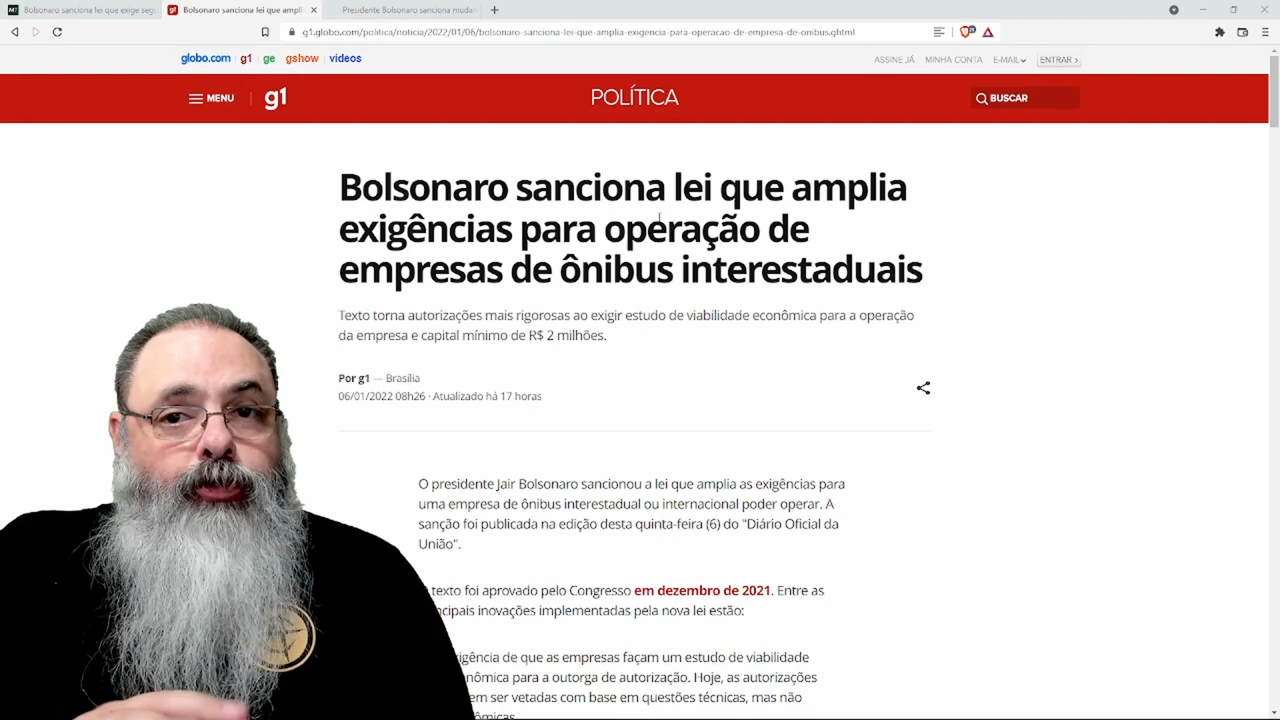 Bolsonaro sanciona lei que exige segu
g1 Bolsonaro sanciona lei que ampli
Presidente Bolsonaro sanciona mudan
g1.globo.com/politica/noticia/2022/01/06/bolsonaro-sanciona-lei-que-amplia-exigencia-para-operacao-de-empresa-de-onibus.ghtml
globo.com g1 ge gshow videos
ASSINE JÁ MINHA CONTA E-MAIL ENTRAR ›
MENU g1 POLÍTICA BUSCAR
Bolsonaro sanciona lei que amplia
exigências para operação de
empresas de ônibus interestaduais
Texto torna autorizações mais rigorosas ao exigir estudo de viabilidade econômica para a operação
da empresa e capital mínimo de R$ 2 milhões.
Por g1 — Brasília
06/01/2022 08h26 · Atualizado há 17 horas
O presidente Jair Bolsonaro sancionou a lei que amplia as exigências para
uma empresa de ônibus interestadual ou internacional poder operar. A
sanção foi publicada na edição desta quinta-feira (6) do "Diário Oficial da
União".
texto foi aprovado pelo Congresso em dezembro de 2021. Entre as
ncipais inovações implementadas pela nova lei estão:
igência de que as empresas façam um estudo de viabilidade
nômica para a outorga de autorização. Hoje, as autorizações
em ser vetadas com base em questões técnicas, mas não
ômicas.